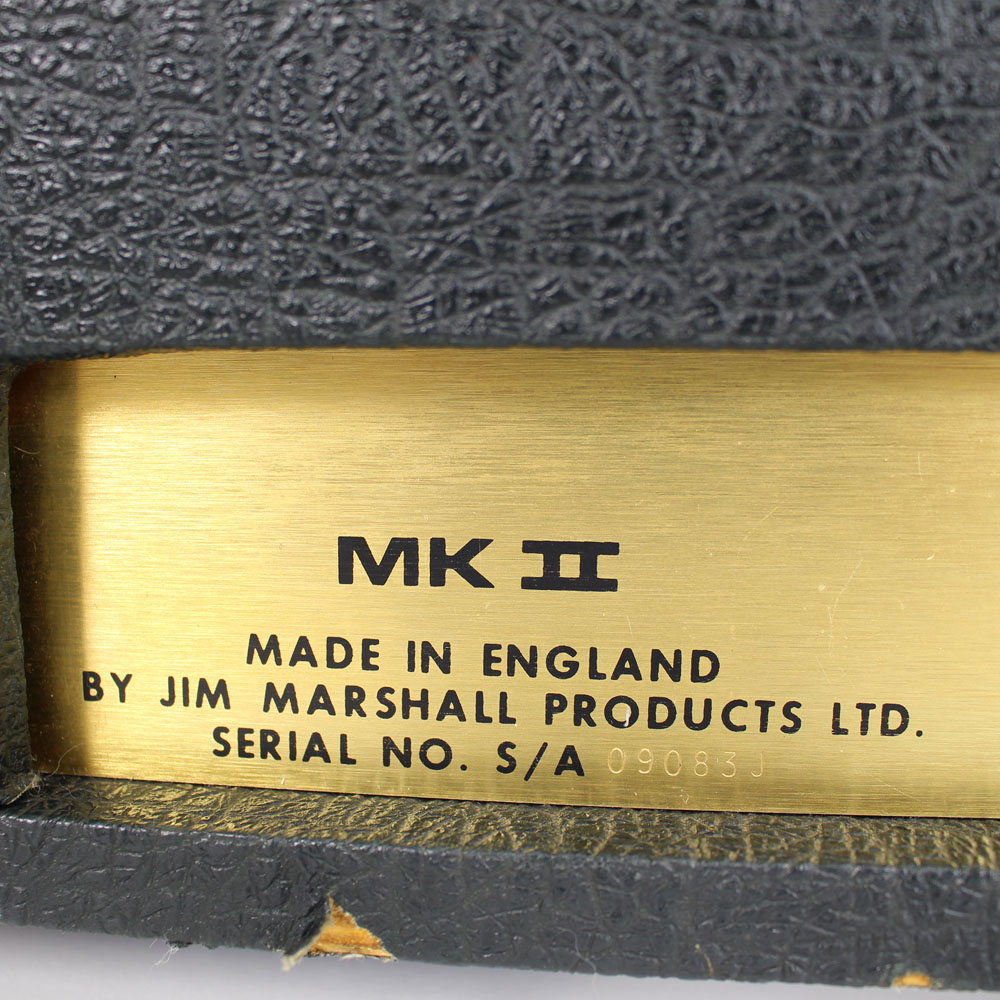 MK II
MADE IN ENGLAND
BY JIM MARSHALL PRODUCTS LTD.
SERIAL NO. S/A 09083J